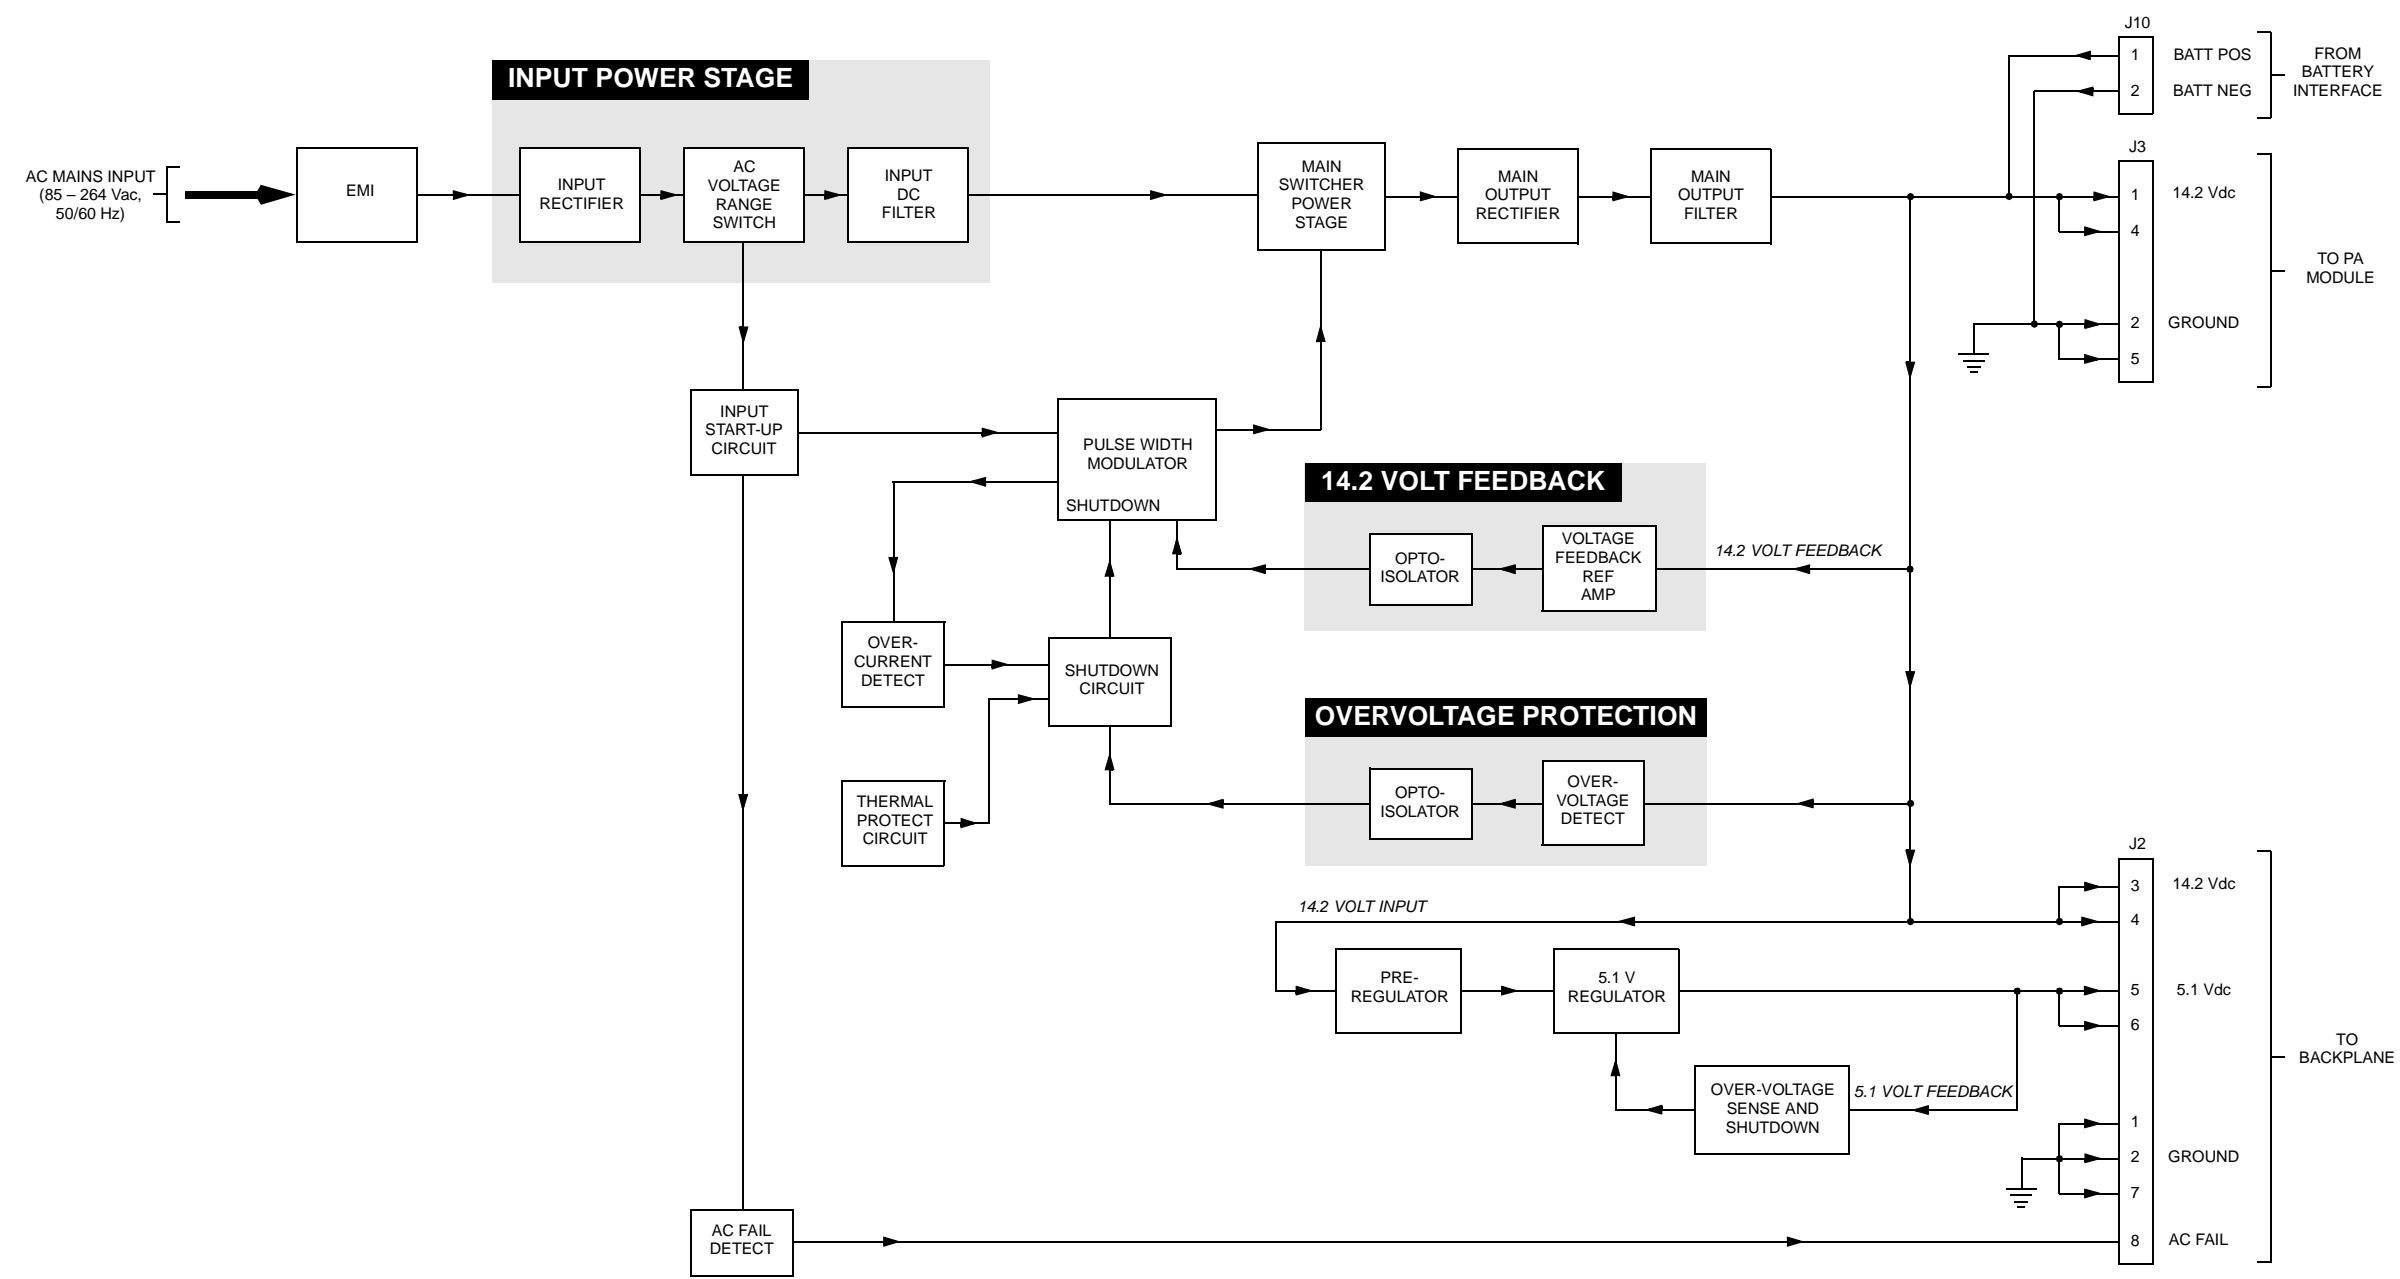 J10
1 BATT POS
2 BATT NEG
FROM
BATTERY
INTERFACE
INPUT POWER STAGE
AC MAINS INPUT
(85 – 264 Vac,
50/60 Hz)
EMI
INPUT
RECTIFIER
AC
VOLTAGE
RANGE
SWITCH
INPUT
DC
FILTER
MAIN
SWITCHER
POWER
STAGE
MAIN
OUTPUT
RECTIFIER
MAIN
OUTPUT
FILTER
J3
1 14.2 Vdc
4
2 GROUND
5
TO PA
MODULE
INPUT
START-UP
CIRCUIT
PULSE WIDTH
MODULATOR
SHUTDOWN
14.2 VOLT FEEDBACK
OPTO-
ISOLATOR
VOLTAGE
FEEDBACK
REF
AMP
14.2 VOLT FEEDBACK
OVER-
CURRENT
DETECT
SHUTDOWN
CIRCUIT
THERMAL
PROTECT
CIRCUIT
OVERVOLTAGE PROTECTION
OPTO-
ISOLATOR
OVER-
VOLTAGE
DETECT
J2
3 14.2 Vdc
4
14.2 VOLT INPUT
PRE-
REGULATOR
5.1 V
REGULATOR
5 5.1 Vdc
6
OVER-VOLTAGE
SENSE AND
SHUTDOWN
5.1 VOLT FEEDBACK
1
2 GROUND
7
TO
BACKPLANE
AC FAIL
DETECT
8 AC FAIL